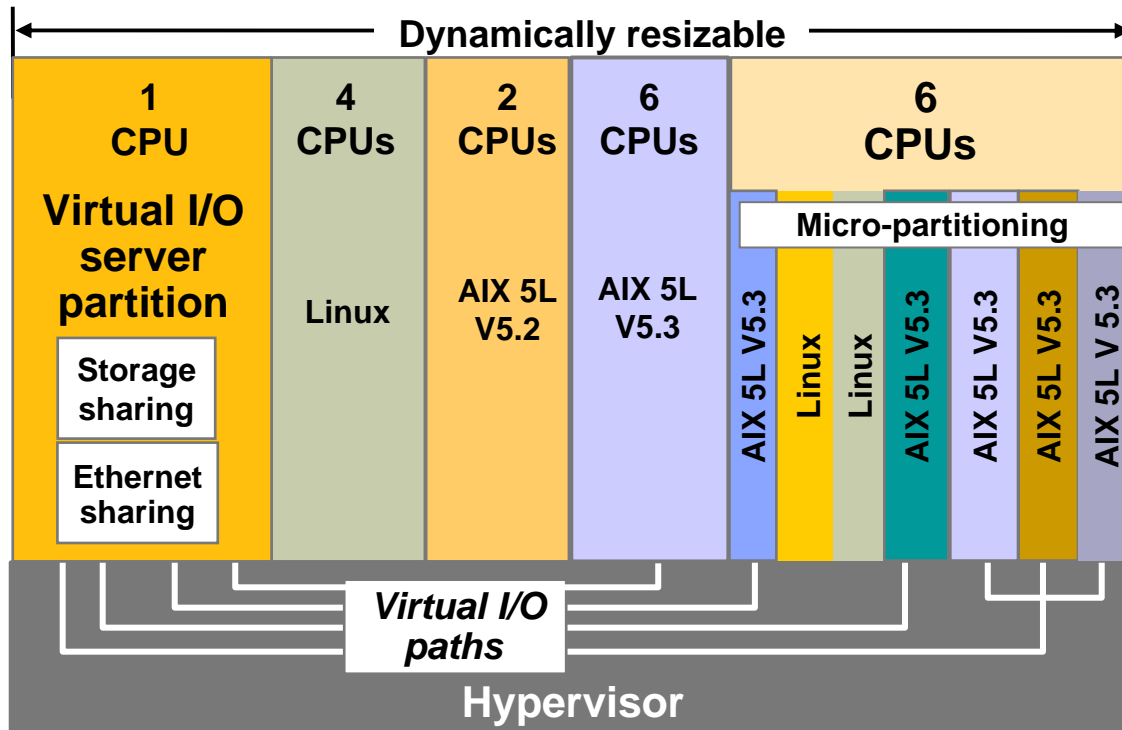 Dynamically resizable
1
CPU
Virtual I/O
server
partition
Storage
sharing
Ethernet
sharing
4
CPUs
Linux
2
CPUs
AIX 5L
V5.2
6
CPUs
AIX 5L
V5.3
6
CPUs
Micro-partitioning
AIX 5L V5.3
Linux
Linux
AIX 5L V5.3
AIX 5L V5.3
AIX 5L V5.3
AIX 5L V 5.3
Virtual I/O
paths
Hypervisor